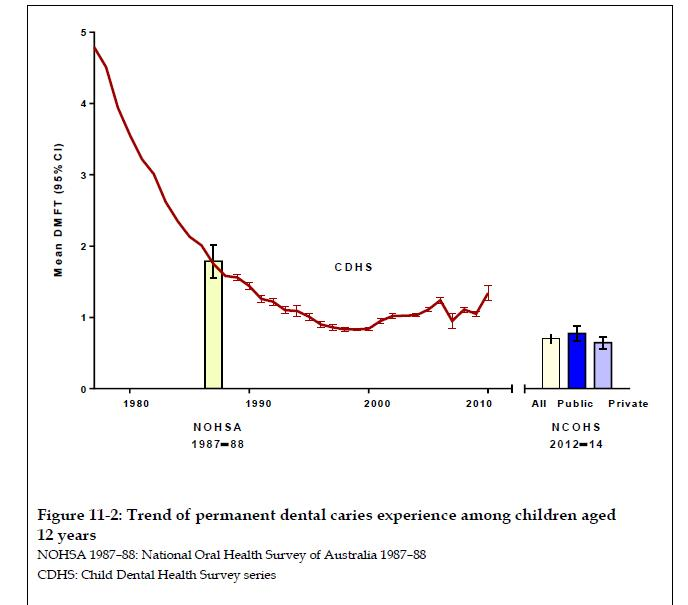 5
4
3
2
1
0
Mean DMFT (95% CI)
CDHS
1980 1990 2000 2010 All Public Private
NOHSA NCOHS
1987–88 2012–14
Figure 11-2: Trend of permanent dental caries experience among children aged
12 years
NOHSA 1987–88: National Oral Health Survey of Australia 1987–88
CDHS: Child Dental Health Survey series